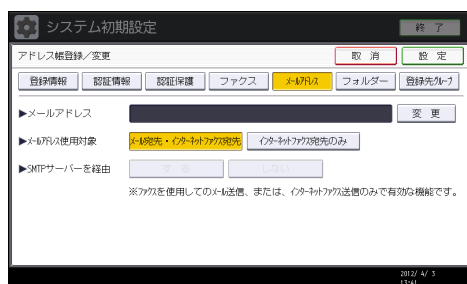 システム初期設定
終 了
アドレス帳登録／変更
取 消
設 定
登録情報
認証情報
認証保護
ファクス
メールアドレス
フォルダー
登録先グループ
▶メールアドレス
変 更
▶メールアドレス使用対象
メール宛先・インターネットファクス宛先
インターネットファクス宛先のみ
▶SMTPサーバーを経由
す る
しない
※ファクスを使用してのメール送信、または、インターネットファクス送信のみで有効な機能です。
2012/ 4/ 3
13:41